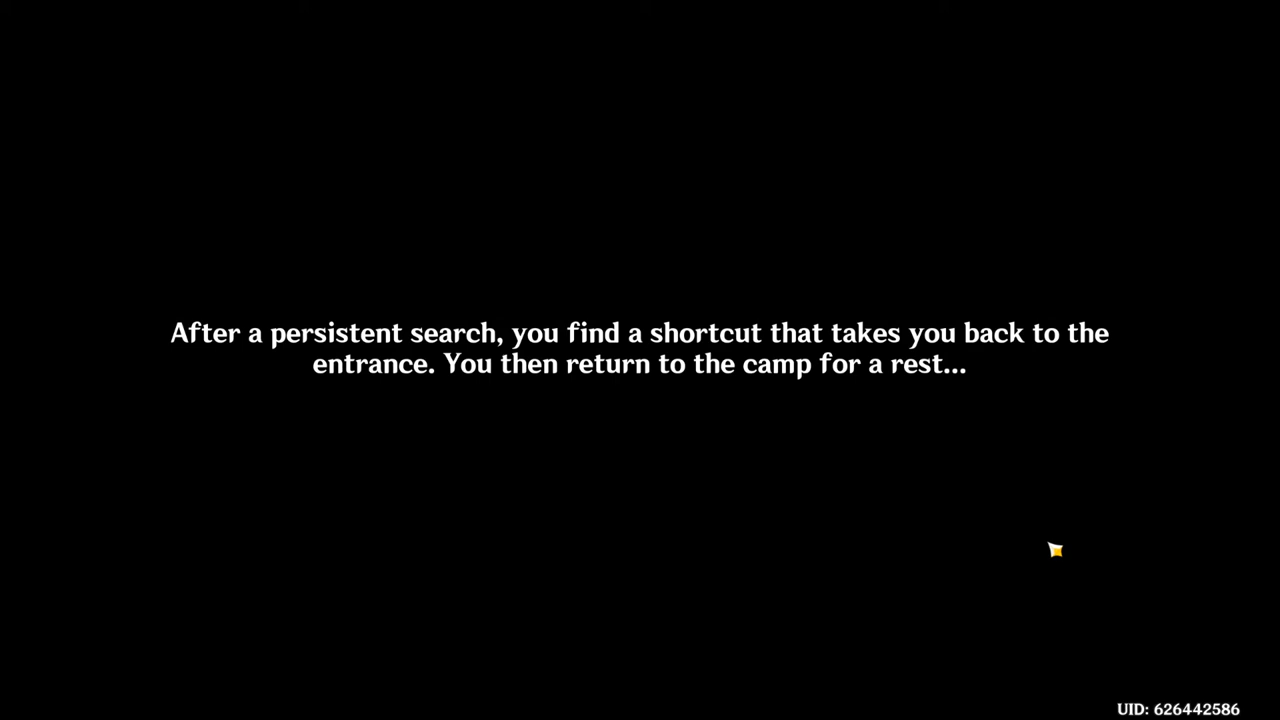 After a persistent search, you find a shortcut that takes you back to the
entrance. You then return to the camp for a rest...
UID: 626442586